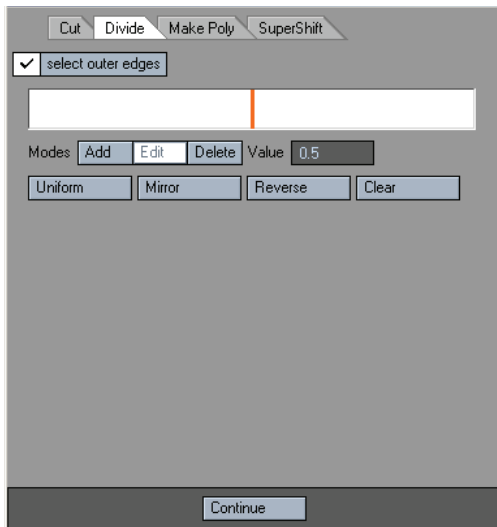 Cut Divide Make Poly SuperShift
select outer edges
Modes Add Edit Delete Value 0.5
Uniform Mirror Reverse Clear
Continue